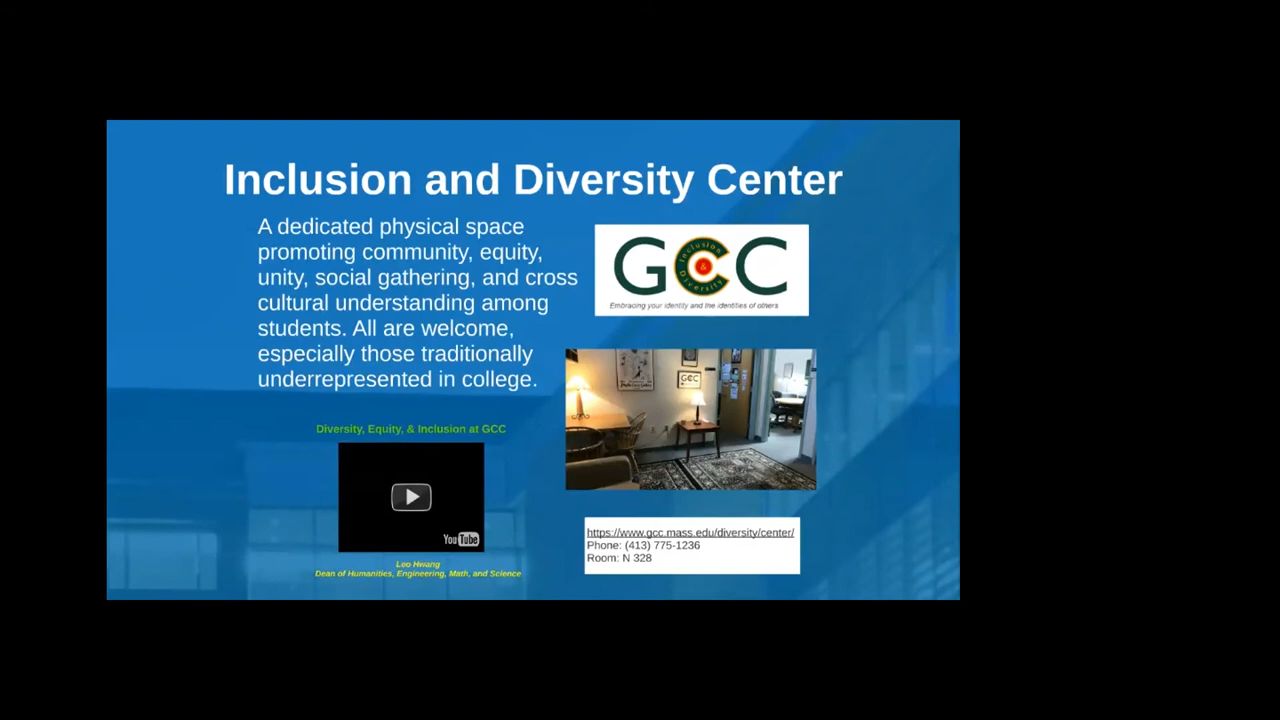 Inclusion and Diversity Center
A dedicated physical space
promoting community, equity,
unity, social gathering, and cross
cultural understanding among
students. All are welcome,
especially those traditionally
underrepresented in college.
GCC
Inclusion
&
Diversity
Embracing your identity and the identities of others
GCC
Diversity, Equity, & Inclusion at GCC
YouTube
Leo Hwang
Dean of Humanities, Engineering, Math, and Science
https://www.gcc.mass.edu/diversity/center/
Phone: (413) 775-1236
Room: N 328